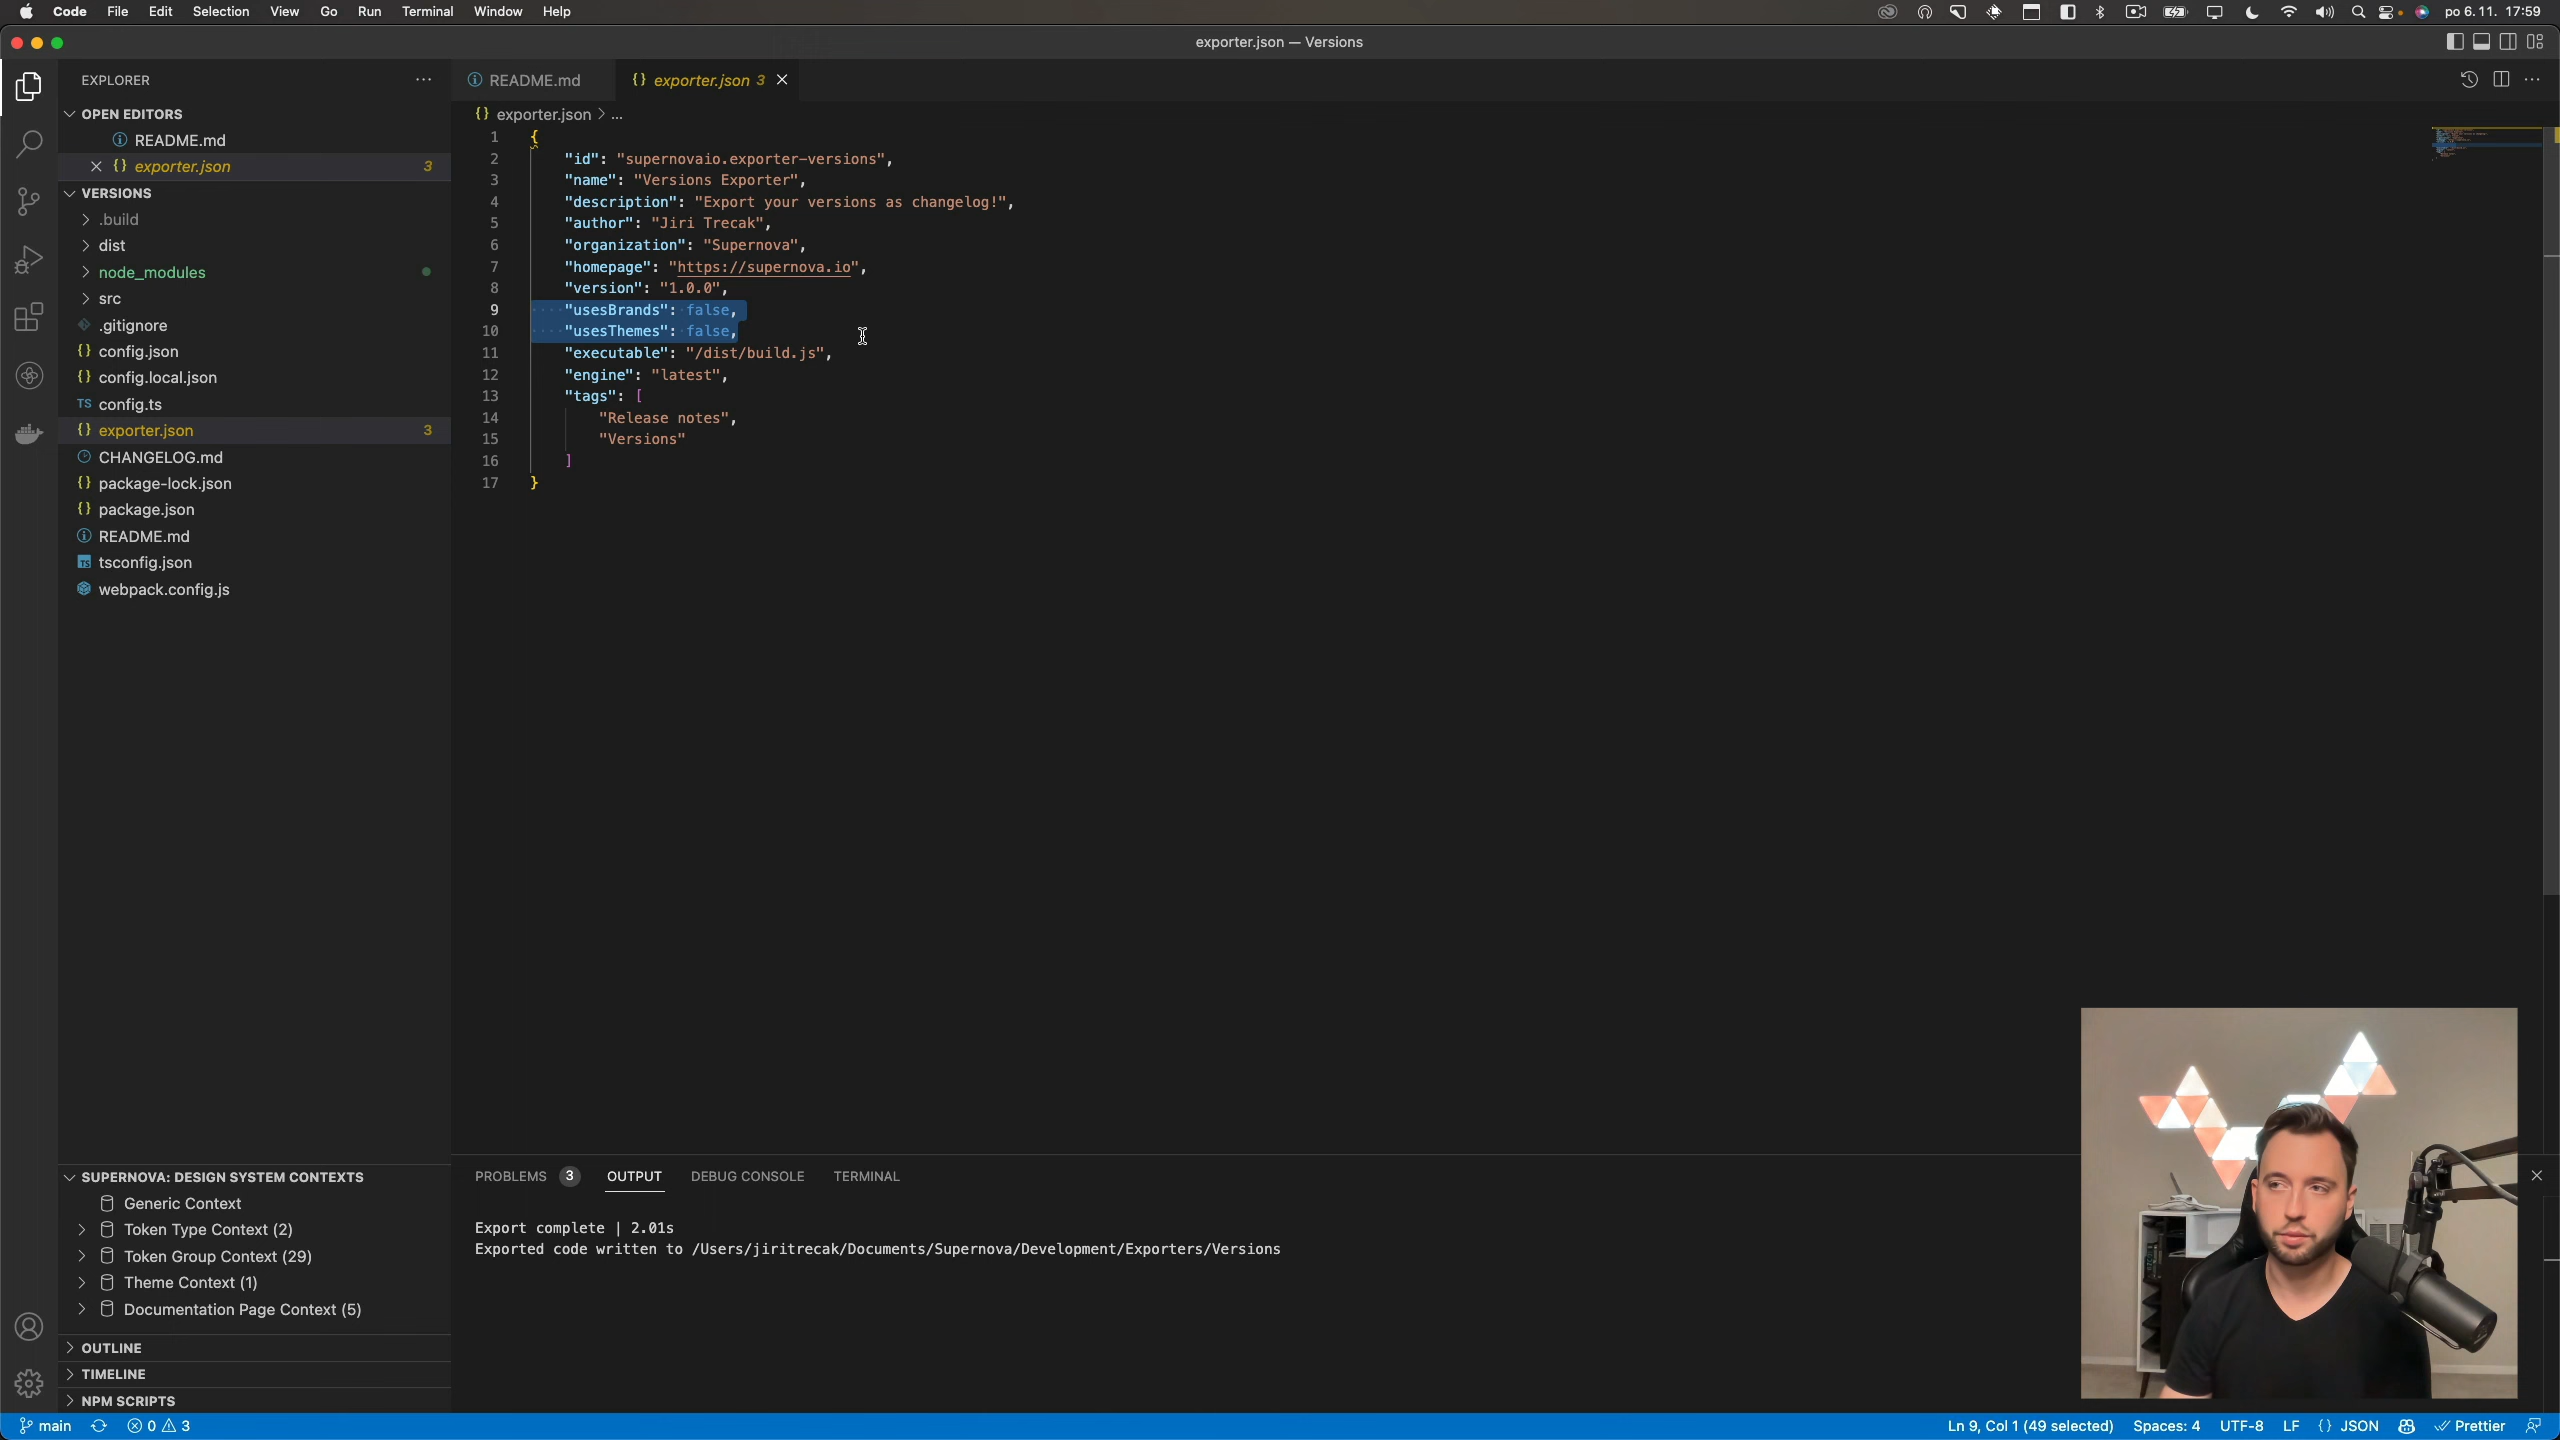 Code File Edit Selection View Go Run Terminal Window Help po 6. 11. 17:59
exporter.json — Versions
EXPLORER
OPEN EDITORS
README.md
exporter.json 3
VERSIONS
.build
dist
node_modules
src
.gitignore
config.json
config.local.json
TS config.ts
exporter.json 3
CHANGELOG.md
package-lock.json
package.json
README.md
tsconfig.json
webpack.config.js
SUPERNOVA: DESIGN SYSTEM CONTEXTS
Generic Context
Token Type Context (2)
Token Group Context (29)
Theme Context (1)
Documentation Page Context (5)
OUTLINE
TIMELINE
NPM SCRIPTS
README.md {} exporter.json 3
{} exporter.json > ...
1 {
2 "id": "supernovaio.exporter-versions",
3 "name": "Versions Exporter",
4 "description": "Export your versions as changelog!",
5 "author": "Jiri Trecak",
6 "organization": "Supernova",
7 "homepage": "https://supernova.io",
8 "version": "1.0.0",
9 "usesBrands": false,
10 "usesThemes": false,
11 "executable": "/dist/build.js",
12 "engine": "latest",
13 "tags": [
14 "Release notes",
15 "Versions"
16 ]
17 }
PROBLEMS 3 OUTPUT DEBUG CONSOLE TERMINAL
Export complete | 2.01s
Exported code written to /Users/jiritrecak/Documents/Supernova/Development/Exporters/Versions
main 0 3 Ln 9, Col 1 (49 selected) Spaces: 4 UTF-8 LF {} JSON Prettier